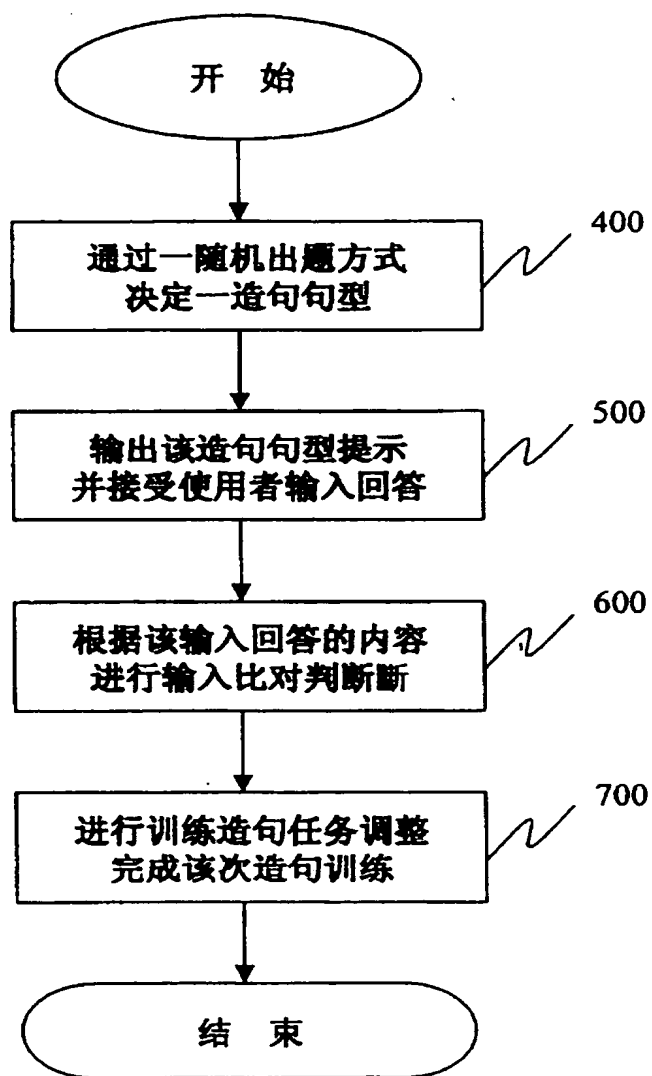 开 始
通过一随机出题方式
决定一造句句型
400
输出该造句句型提示
并接受使用者输入回答
500
根据该输入回答的内容
进行输入比对判断斷
600
进行训练造句任务调整
完成该次造句训练
700
结 束